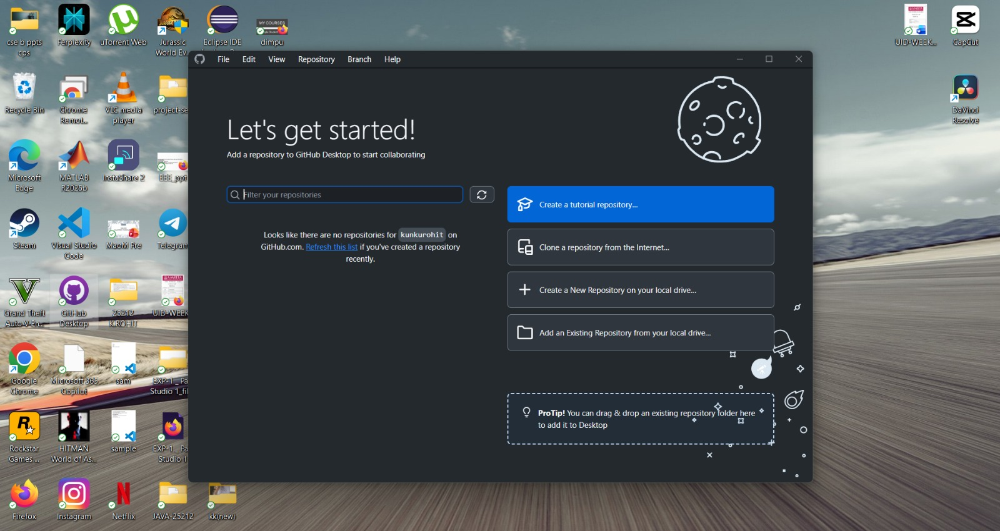 cse b ppts
cps
Perplexity
uTorrent Web
Jurassic
World Ev...
Eclipse IDE
MY COURSES
dimpu
UID-WEEK...
CapCut
File
Edit
View
Repository
Branch
Help
Recycle Bin
Chrome
Remot...
VLC media
player
project-se
DaVinci
Resolve
Let's get started!
Add a repository to GitHub Desktop to start collaborating
Microsoft
Edge
MATLAB
R2025b
InstaShare 2
EEE_ppt
Filter your repositories
Create a tutorial repository...
Looks like there are no repositories for kunkurohit on
GitHub.com. Refresh this list if you've created a repository
recently.
Clone a repository from the Internet...
Steam
Visual Studio
Code
MaoM Pre
Telegram
Create a New Repository on your local drive...
Grand Theft
Auto V En...
GitHub
Desktop
25212
K.ROHIT
AMRITA
UID-WEEK
Add an Existing Repository from your local drive...
Google
Chrome
Microsoft 365
Copilot
sam
EXP-1 _ Pa
Studio 1_fil
ProTip! You can drag & drop an existing repository folder here
to add it to Desktop
Rockstar
Games ...
HITMAN
World of As...
sample
EXP-1 _ Pa
Studio 1
Firefox
Instagram
Netflix
JAVA-25212
kk(new)